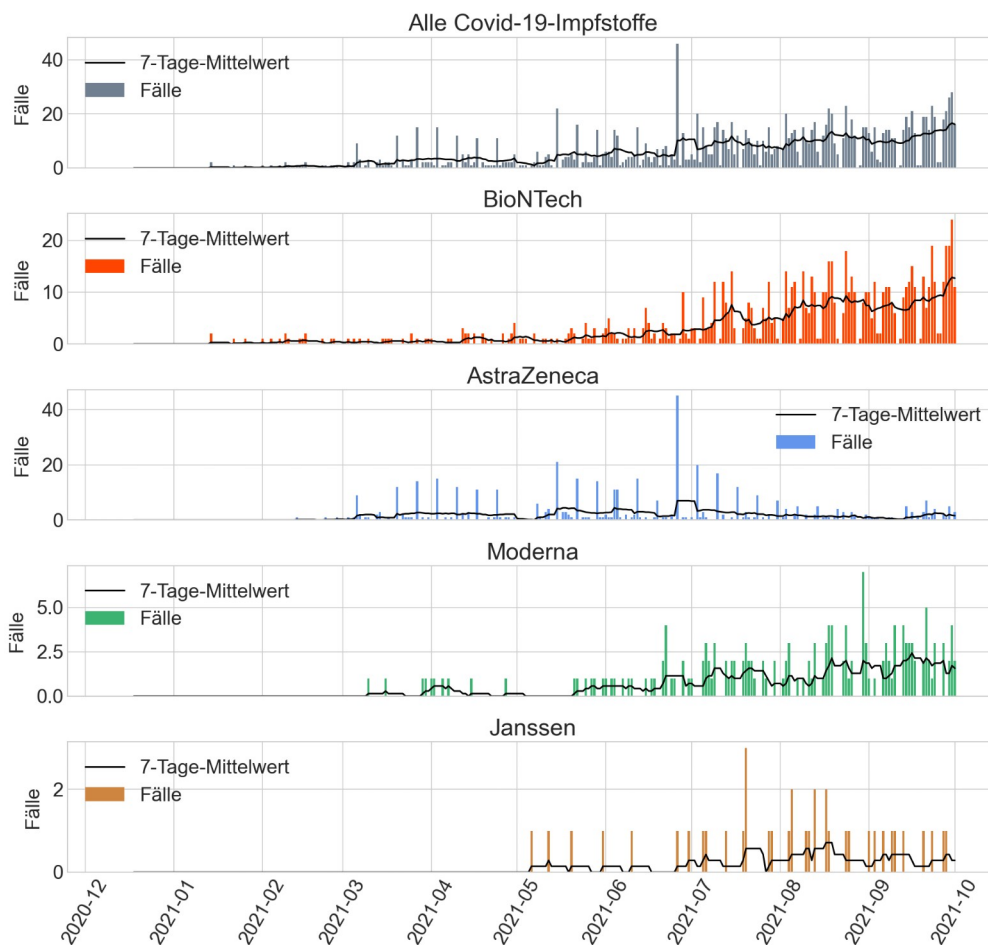 Alle Covid-19-Impfstoffe
Fälle
40
20
0
7-Tage-Mittelwert
Fälle
BioNTech
Fälle
20
10
0
7-Tage-Mittelwert
Fälle
AstraZeneca
Fälle
40
20
0
7-Tage-Mittelwert
Fälle
Moderna
Fälle
5.0
2.5
0.0
7-Tage-Mittelwert
Fälle
Janssen
Fälle
2
0
7-Tage-Mittelwert
Fälle
2020-12
2021-01
2021-02
2021-03
2021-04
2021-05
2021-06
2021-07
2021-08
2021-09
2021-10